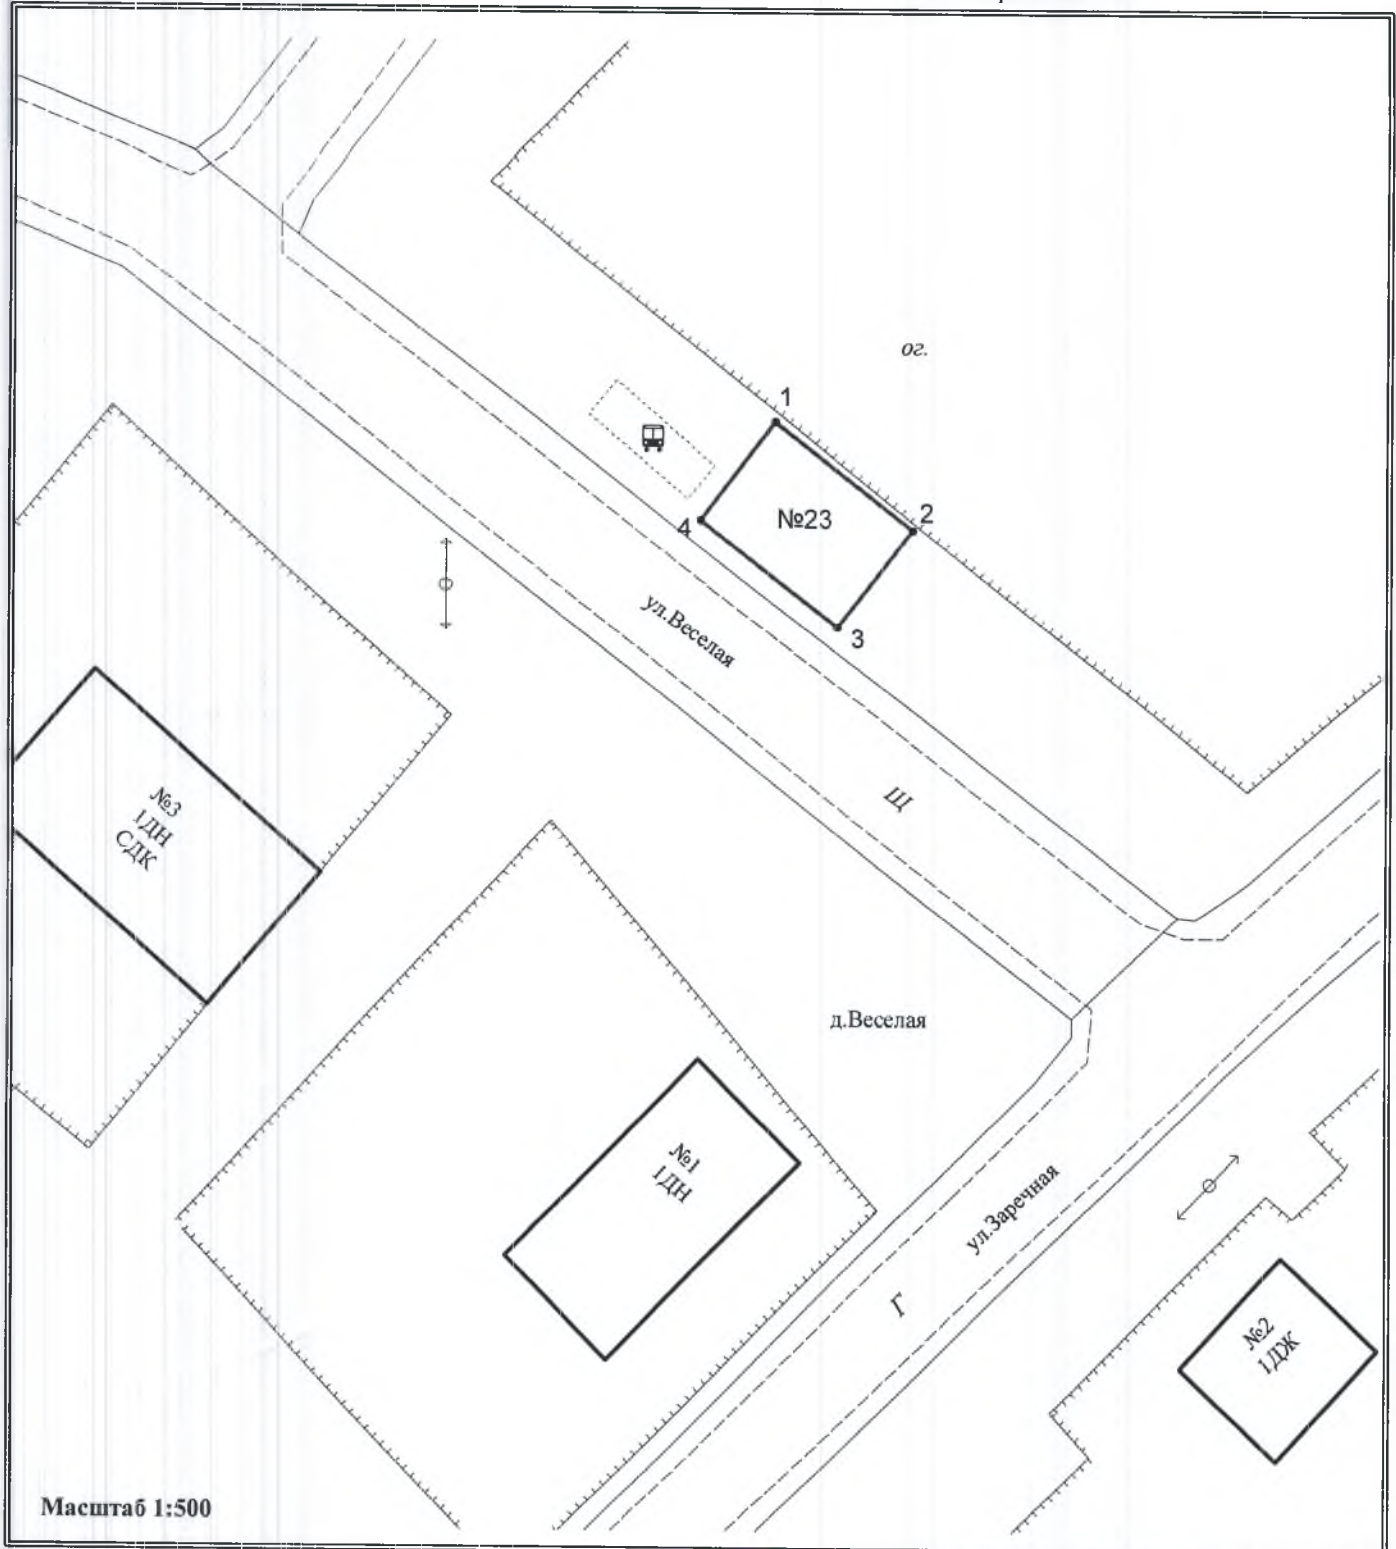 ог.
1
2
№23
4
3
ул.Веселая
№3
1ДН
СДК
Щ
д.Веселая
№1
1ДН
ул.Заречная
Г
№2
1ДЖ
Масштаб 1:500